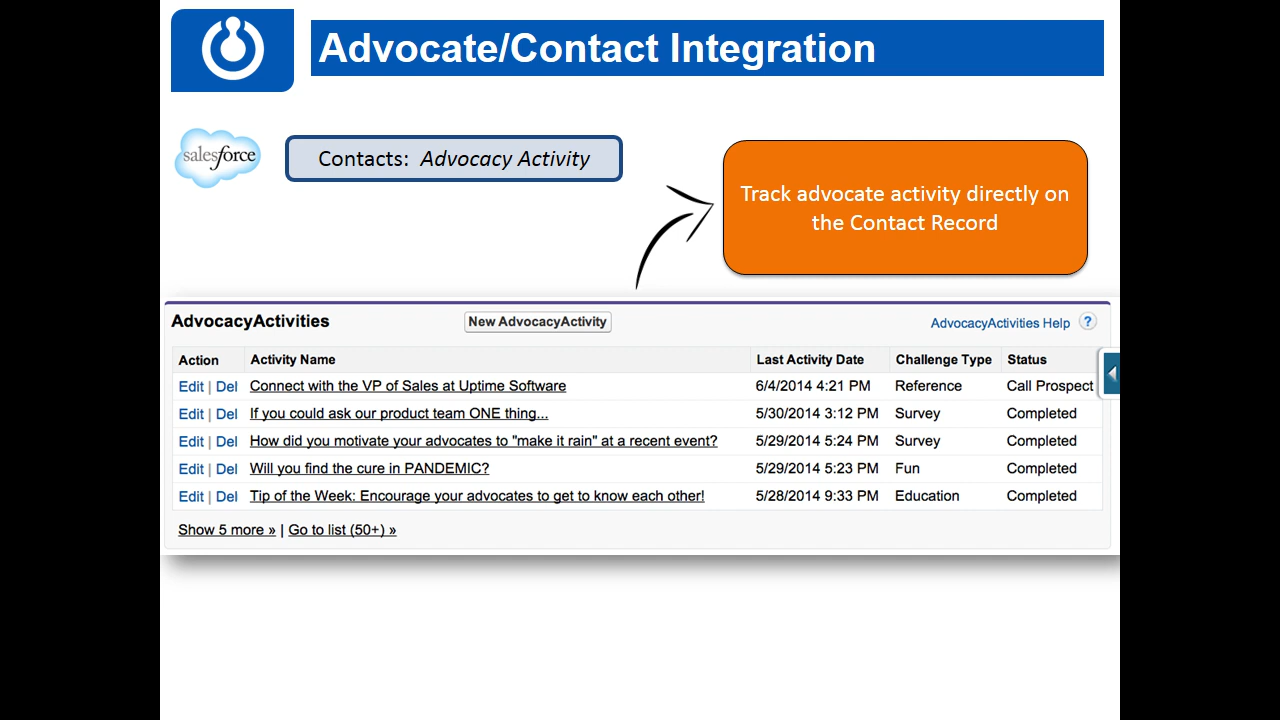 Advocate/Contact Integration
salesforce
Contacts: Advocacy Activity
Track advocate activity directly on
the Contact Record
AdvocacyActivities New AdvocacyActivity AdvocacyActivities Help ?
Action Activity Name Last Activity Date Challenge Type Status
Edit | Del Connect with the VP of Sales at Uptime Software 6/4/2014 4:21 PM Reference Call Prospect
Edit | Del If you could ask our product team ONE thing... 5/30/2014 3:12 PM Survey Completed
Edit | Del How did you motivate your advocates to "make it rain" at a recent event? 5/29/2014 5:24 PM Survey Completed
Edit | Del Will you find the cure in PANDEMIC? 5/29/2014 5:23 PM Fun Completed
Edit | Del Tip of the Week: Encourage your advocates to get to know each other! 5/28/2014 9:33 PM Education Completed
Show 5 more » | Go to list (50+) »